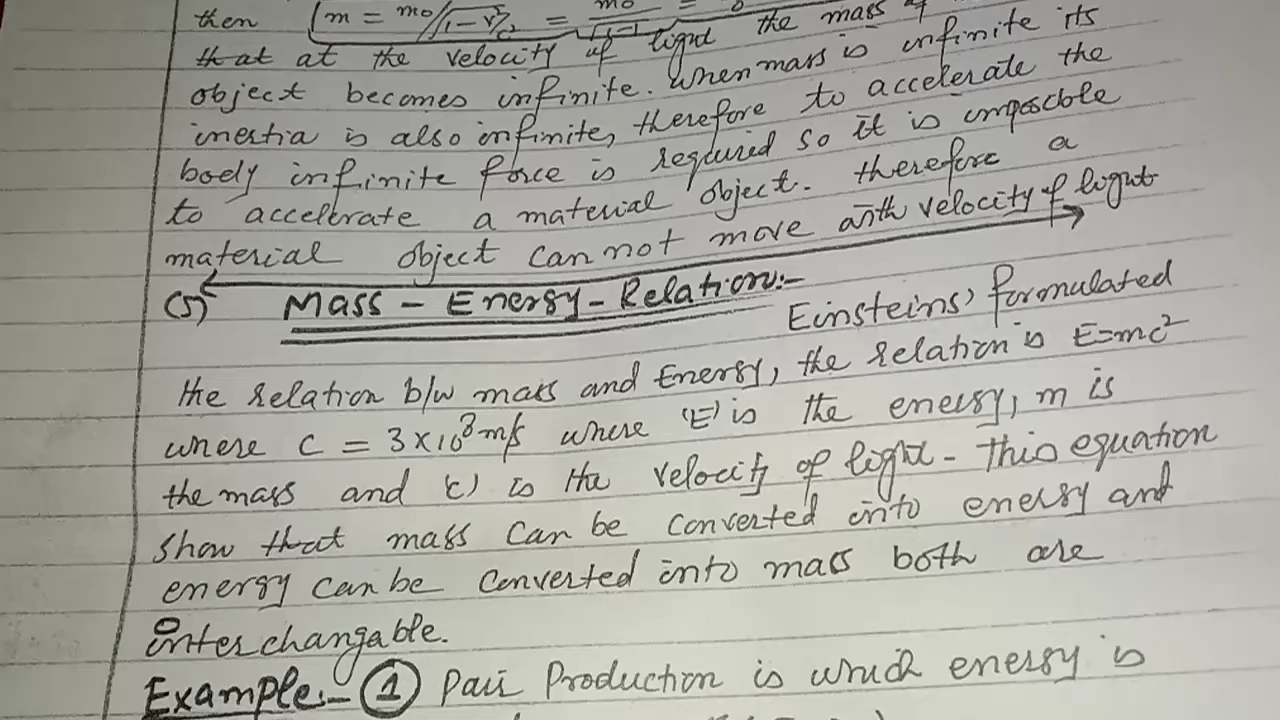 then (m = mo/√1-v²/c² = mo/√1-1 =
that at the velocity of light the mass of
object becomes infinite. When mass is infinite its
inertia is also infinite, therefore to accelerate the
body infinite force is required so it is imposcible
to accelerate a material object. therefore a
material object can not move with velocity of light
(5) Mass - Energy - Relation:-
Einsteins, formulated
the relation b/w mass and Energy, the relation is E=mc²
where c = 3×10⁸ m/s where 'E' is the energy, m is
the mass and 'c' is the velocity of light - This equation
show that mass can be converted into energy and
energy can be converted into mass both are
interchangable.
Example:- ① Pair Production is which energy is